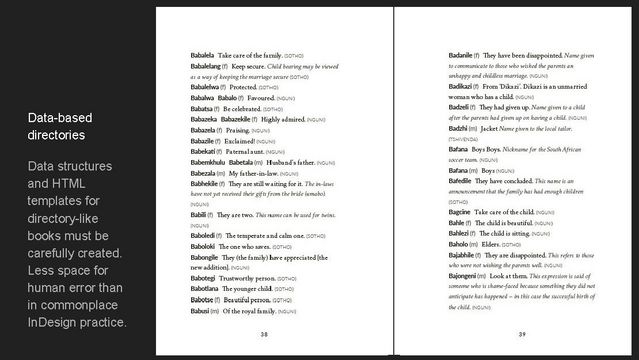 Data-based
directories
Data structures
and HTML
templates for
directory-like
books must be
carefully created.
Less space for
human error than
in commonplace
InDesign practice.
Babalela Take care of the family. (SOTHO)
Babalelang (f) Keep secure. Child bearing may be viewed
as a way of keeping the marriage secure (SOTHO)
Babaleiwa (f) Protected. (SOTHO)
Babalwa Babalo (f) Favoured. (NGUNI)
Babatsa (f) Be celebrated. (SOTHO)
Babazeka Babazekile (f) Highly admired. (NGUNI)
Babazela (f) Praising. (NGUNI)
Babazile (f) Exclaimed! (NGUNI)
Babekati (f) Paternal aunt. (NGUNI)
Babemkhulu Babetala (m) Husband's father. (NGUNI)
Babezala (m) My father-in-law. (NGUNI)
Babhekile (f) They are still waiting for it. The in-laws
have not yet received their gifts from the bride (
(NGUNI)
Babili (f) They are two. This name can be used for twins.
(NGUNI)
Baboledi (f) The temperate and calm one. (SOTHO)
Baboloki The one who saves. (SOTHO)
Babongile They (the family) have appreciated [the
new addition]. (NGUNI)
Babotegi Trustworthy person. (SOTHO)
Babotlana The younger child. (SOTHO)
Babotse (f) Beautiful person. (SOTHO)
Babusi (m) Of the royal family. (NGUNI)
38
Badanile (f) They have been disappointed. Name given
to communicate to those who wished the parents an
unhappy and childless marriage. (NGUNI)
Badikazi (f) From 'Dikazi'. Dikazi is an unmarried
woman who has a child. (NGUNI)
Badzeli (f) They had given up. Name given to a child
after the parents had given up on having a child. (NGUNI)
Badzhi (m) Jacket Name given to the local tailor.
(TSHIVENDA)
Bafana Boys Boys. Nickname for the South African
soccer team. (NGUNI)
Bafana (m) Boys (NGUNI)
Bafedile They have concluded. This name is an
announcement that the family has had enough children
(SOTHO)
Bagcine Take care of the child. (NGUNI)
Bahle (f) The child is beautiful. (NGUNI)
Bahlezi (f) The child is sitting. (NGUNI)
Baholo (m) Elders. (SOTHO)
Bajabhile (f) They are disappointed. This refers to those
who were not wishing the parents well. (NGUNI)
Bajongeni (m) Look at them. This expression is said of
someone who is shame-faced because something they did not
anticipate has happened – in this case the successful birth of
the child. (NGUNI)
39